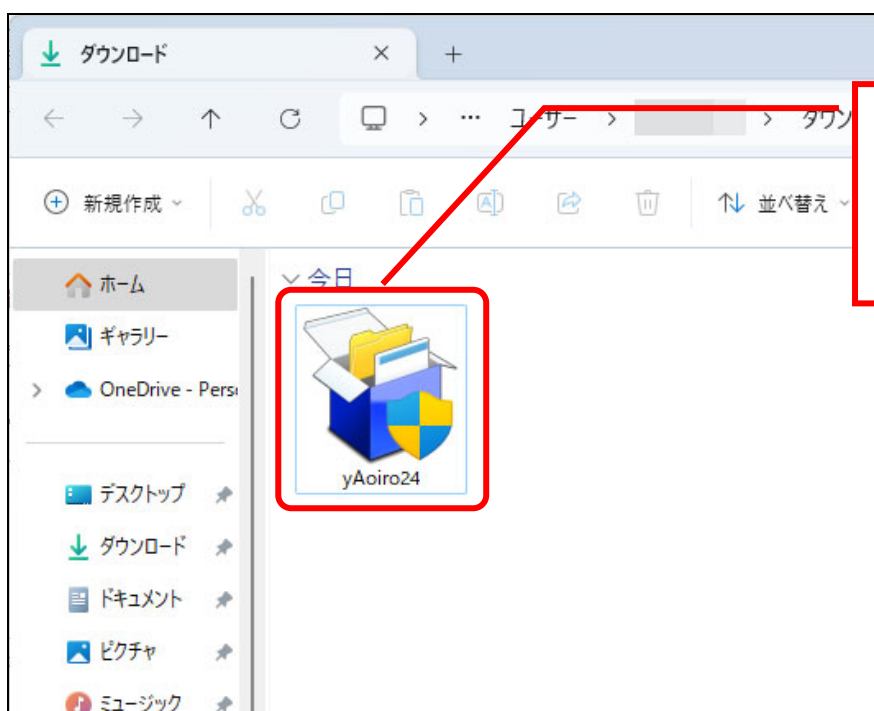 ダウンロード
… ユーザー > > ダウン
新規作成
並べ替え
ホーム
ギャラリー
OneDrive - Pers
デスクトップ
ダウンロード
ドキュメント
ピクチャ
ミュージック
今日
yAoiro24